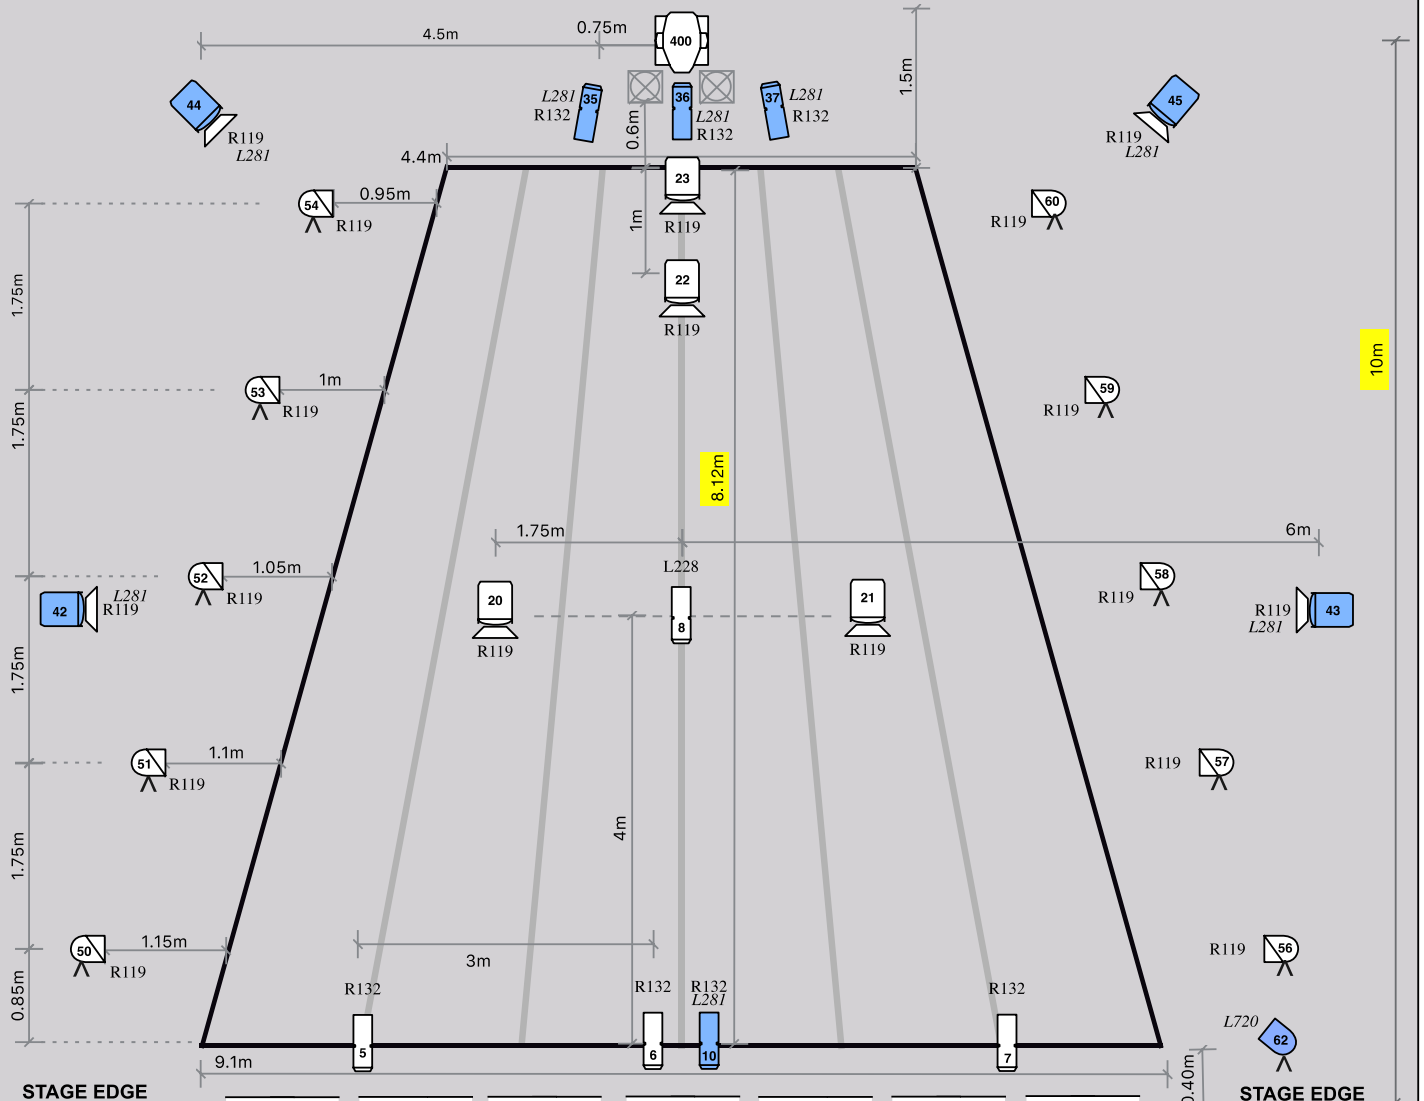 0.75m
4.5m
400
1.5m
44
L281
R132
35
36
L281
R132
37
L281
R132
45
R119
L281
0.6m
R119
L281
4.4m
23
R119
54
0.95m
R119
1m
60
R119
22
R119
1.75m
10m
53
1m
R119
59
R119
1.75m
8.12m
1.75m
6m
L228
52
1.05m
R119
58
R119
42
L281
R119
20
R119
8
21
R119
R119
L281
43
1.75m
51
1.1m
R119
57
R119
4m
1.75m
50
1.15m
R119
56
R119
3m
0.85m
R132
R132
R132
L281
R132
5
6
10
7
L720
62
9.1m
0.40m
STAGE EDGE
STAGE EDGE